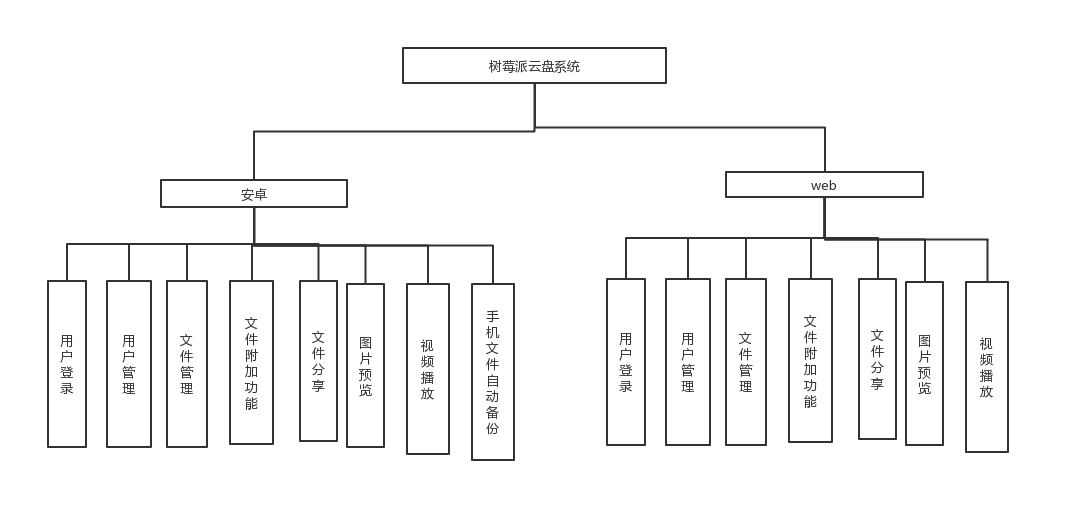 树莓派云盘系统
安卓
web
用户登录
用户管理
文件管理
文件附加功能
文件分享
图片预览
视频播放
手机文件自动备份
用户登录
用户管理
文件管理
文件附加功能
文件分享
图片预览
视频播放